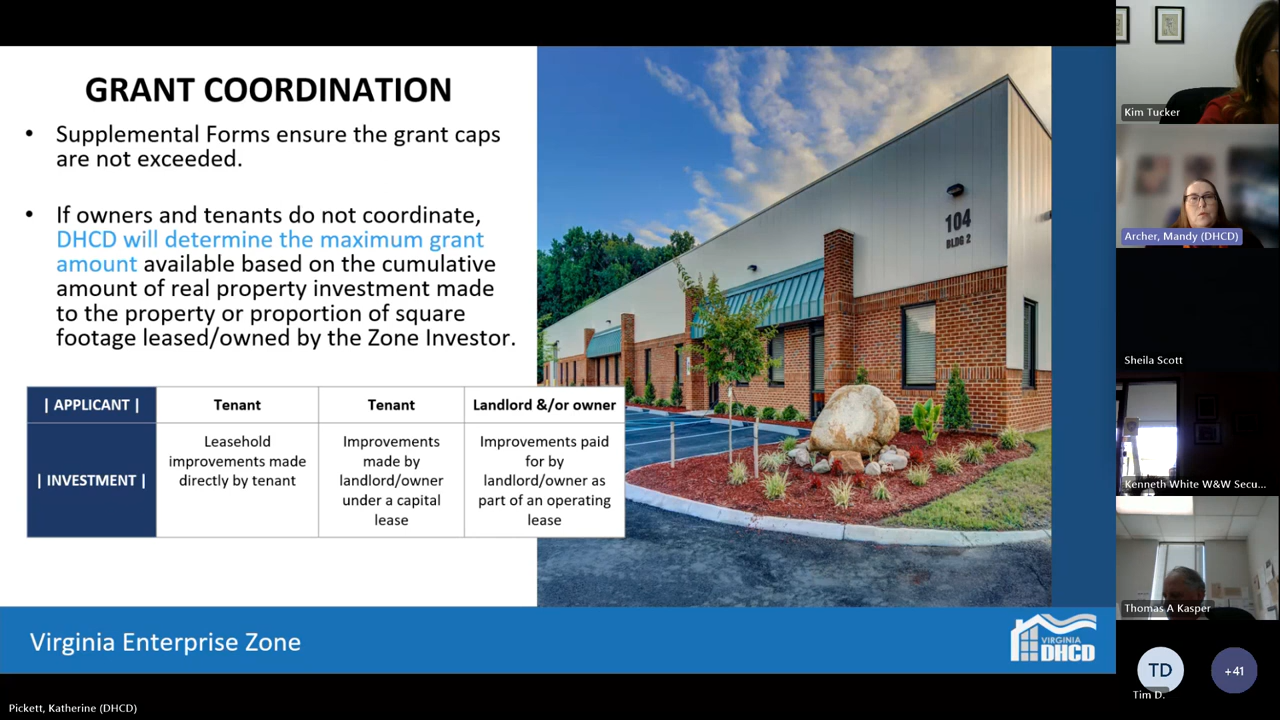 GRANT COORDINATION
• Supplemental Forms ensure the grant caps
are not exceeded.
• If owners and tenants do not coordinate,
DHCD will determine the maximum grant
amount available based on the cumulative
amount of real property investment made
to the property or proportion of square
footage leased/owned by the Zone Investor.
| APPLICANT | Tenant Tenant Landlord &/or owner
| INVESTMENT |
Leasehold
improvements made
directly by tenant
Improvements
made by
landlord/owner
under a capital
lease
Improvements paid
for by
landlord/owner as
part of an operating
lease
104
BLDG 2
Virginia Enterprise Zone
VIRGINIA
DHCD
Kim Tucker
Archer, Mandy (DHCD)
Sheila Scott
Kenneth White W&W Secu...
Thomas A Kasper
TD
+41
Tim D.
Pickett, Katherine (DHCD)